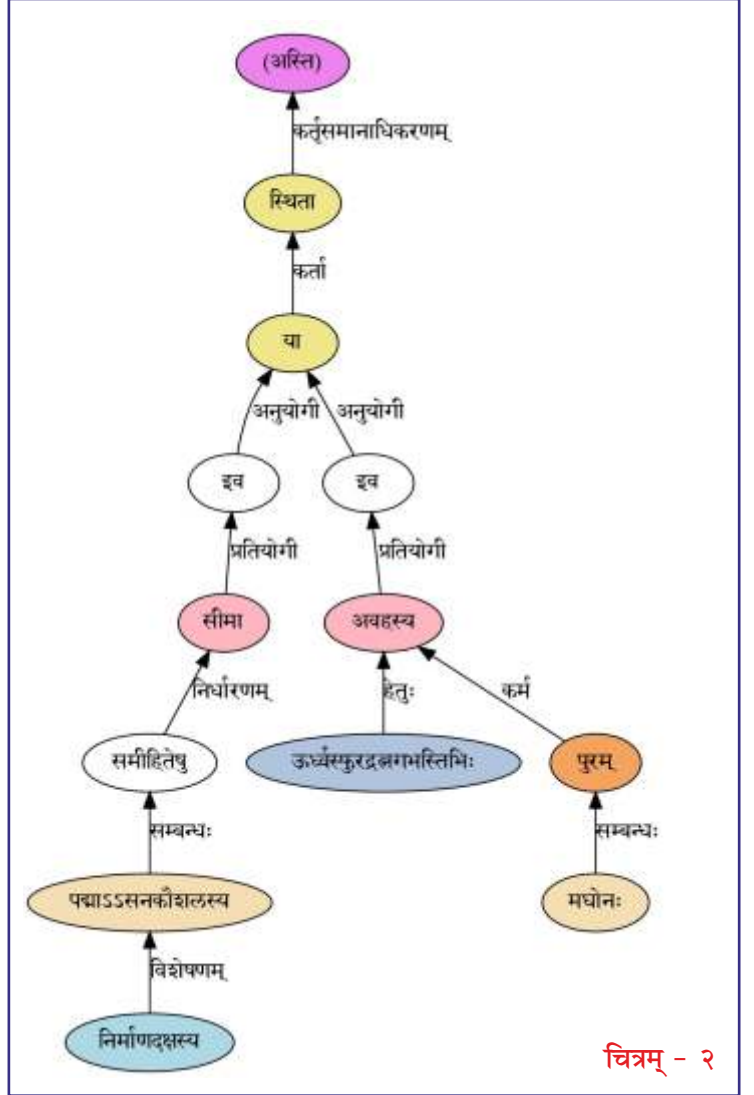 (अस्ति)
कर्तृसमानाधिकरणम्
स्थिता
कर्ता
या
अनुयोगी अनुयोगी
इव इव
प्रतियोगी प्रतियोगी
सीमा अवहस्य
निर्धारणम् हेतुः कर्म
समीहितेषु ऊर्ध्वस्फुरद्रत्नगभस्तिभिः पुरम्
सम्बन्धः सम्बन्धः
पद्माऽऽसनकौशलस्य मघोनः
विशेषणम्
निर्माणदक्षस्य
चित्रम् - २